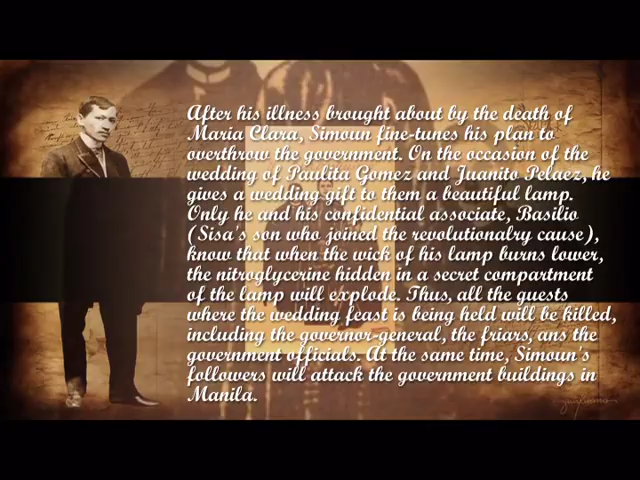 After his illness brought about by the death of
Maria Clara, Simoun fine-tunes his plan to
overthrow the government. On the occasion of the
wedding of Paulita Gomez and Juanito Pelaez, he
gives a wedding gift to them a beautiful lamp.
Only he and his confidential associate, Basilio
(Sisa's son who joined the revolutionalry cause),
know that when the wick of his lamp burns lower,
the nitroglycerine hidden in a secret compartment
of the lamp will explode. Thus, all the guests
where the wedding feast is being held will be killed,
including the governor-general, the friars, ans the
government officials. At the same time, Simoun's
followers will attack the government buildings in
Manila.